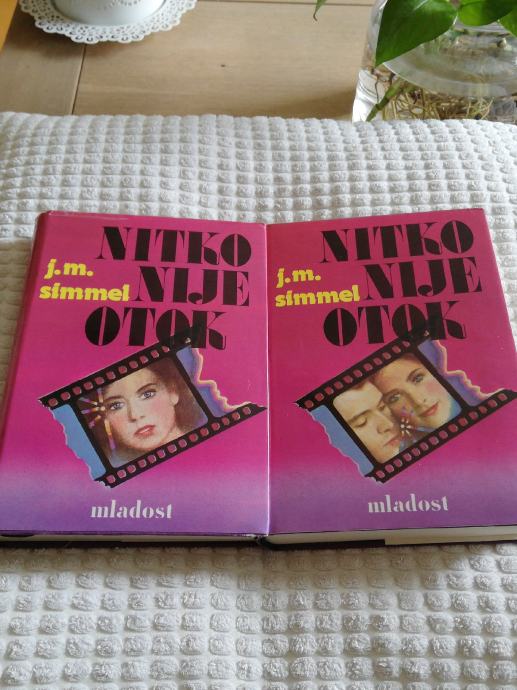 NITKO
j.m.
simmel
NIJE
OTOK
mladost
NITKO
j.m.
simmel
NIJE
OTOK
mladost